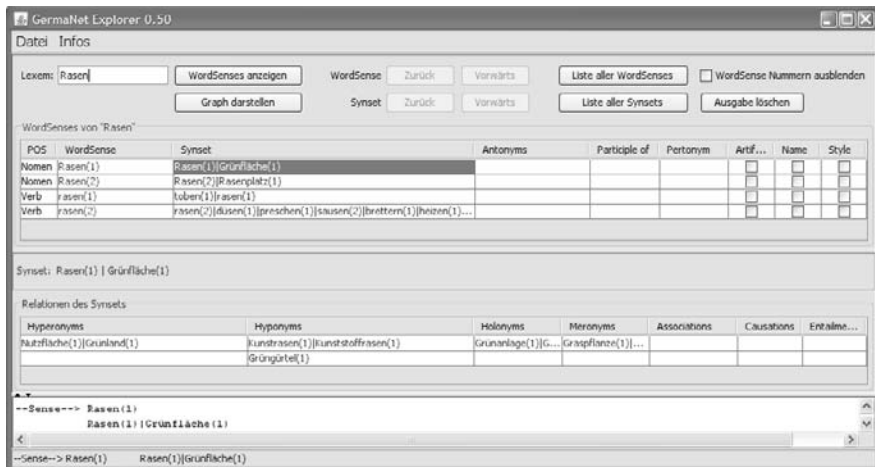 GermaNet Explorer 0.50
Datei Infos
Lexem: Rasen WordSenses anzeigen WordSense Zurück Vorwärts Liste aller WordSenses WordSense Nummern ausblenden
Graph darstellen Synset Zurück Vorwärts Liste aller Synsets Ausgabe löschen
WordSenses von "Rasen"
POS WordSense Synset Antonyms Participle of Pertonym Artif... Name Style
Nomen Rasen(1) Rasen(1)|Grünfläche(1)
Nomen Rasen(2) Rasen(2)|Rasenplatz(1)
Verb rasen(1) toben(1)|rasen(1)
Verb rasen(2) rasen(2)|düsen(1)|preschen(1)|sausen(2)|brettern(1)|heizen(1)...
Synset: Rasen(1) | Grünfläche(1)
Relationen des Synsets
Hyperonyms Hyponyms Holonyms Meronyms Associations Causations Entailme...
Nutzfläche(1)|Grünland(1) Kunstrasen(1)|Kunststoffrasen(1) Grünanlage(1)|G... Graspflanze(1)|...
Grüngürtel(1)
--Sense--> Rasen(1)
Rasen(1)|Grünfläche(1)
--Sense--> Rasen(1) Rasen(1)|Grünfläche(1)